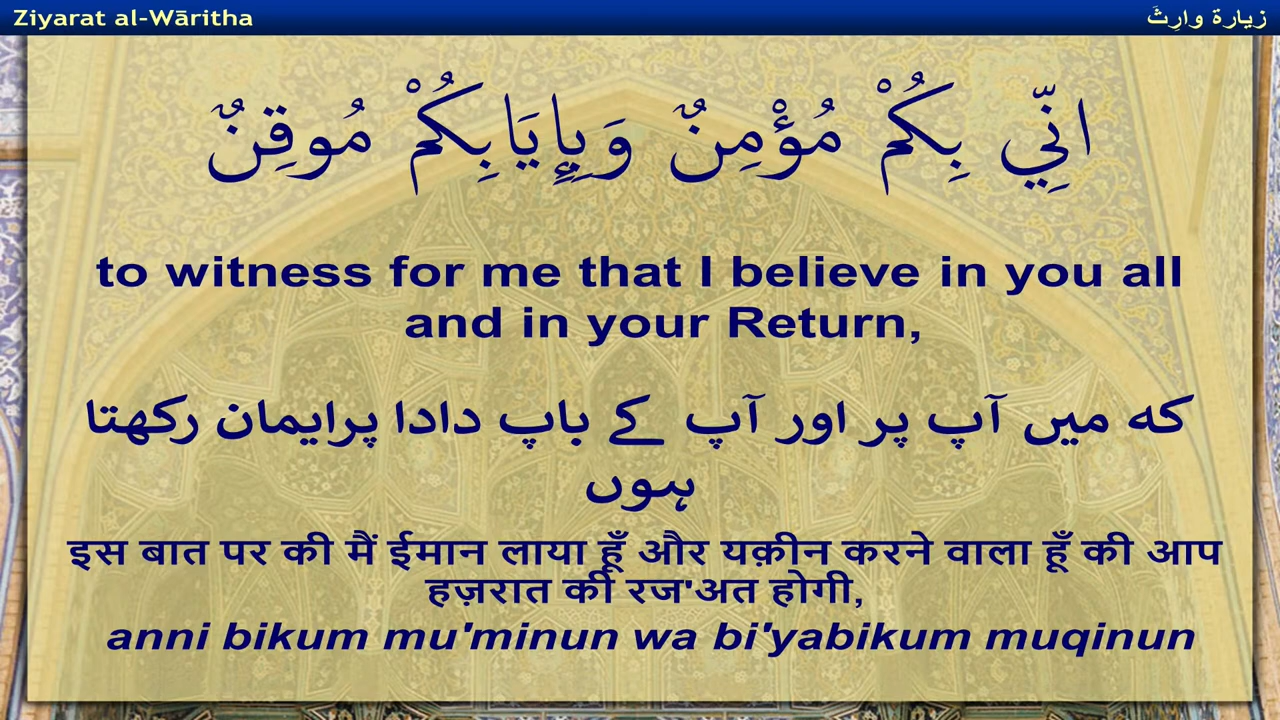 Ziyarat al-Wāritha
زيارة وارِثَ
انِّي بِكُمْ مُؤْمِنٌ وَبِإِيَابِكُمْ مُوقِنٌ
to witness for me that I believe in you all
and in your Return,
که میں آپ پر اور آپ کے باپ دادا پرایمان رکھتا
ہوں
इस बात पर की मैं ईमान लाया हूँ और यक़ीन करने वाला हूँ की आप
हज़रात की रज'अत होगी,
anni bikum mu'minun wa bi'yabikum muqinun